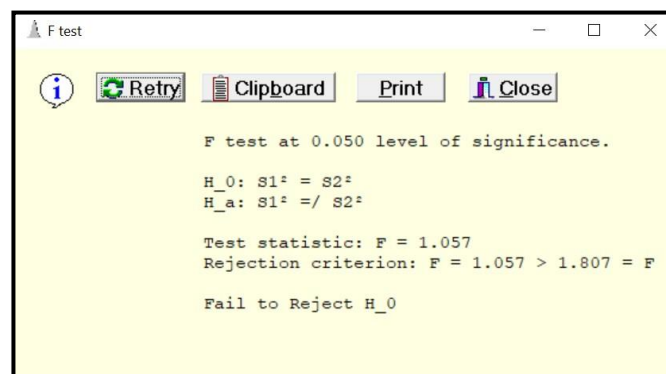 F test
Retry Clipboard Print Close
F test at 0.050 level of significance.
H_0: S1² = S2²
H_a: S1² =/ S2²
Test statistic: F = 1.057
Rejection criterion: F = 1.057 > 1.807 = F
Fail to Reject H_0